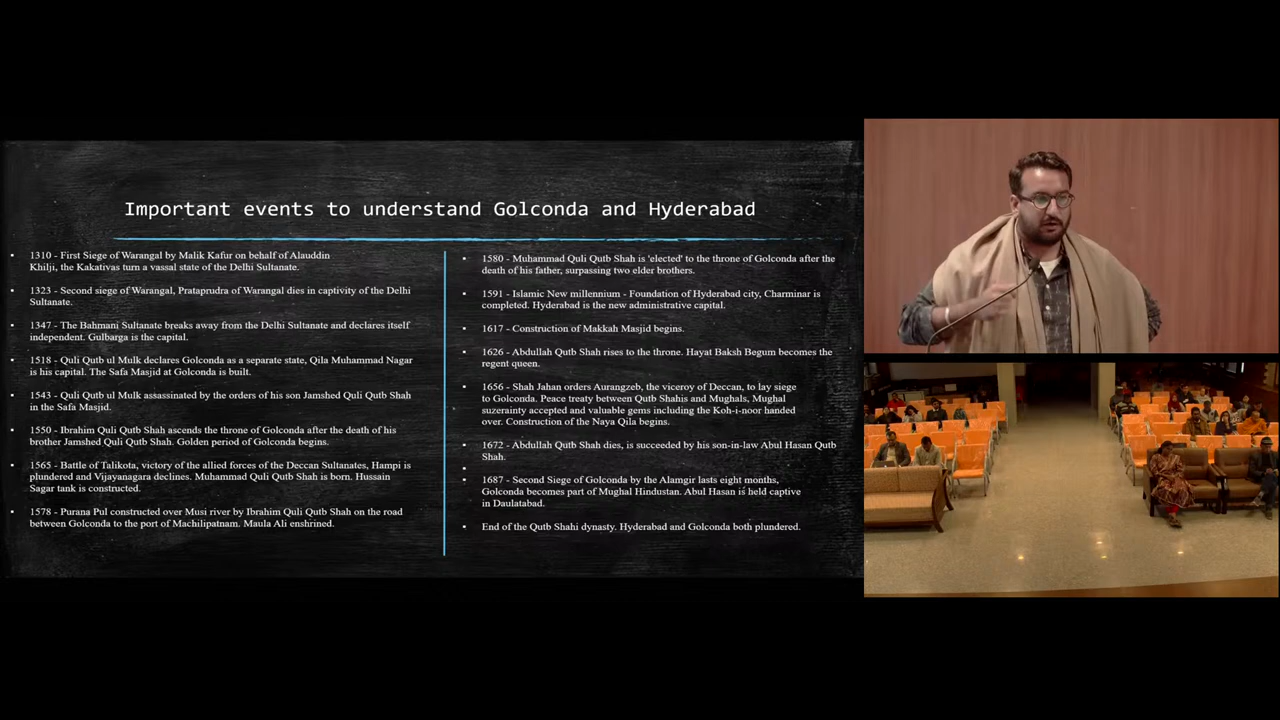 Important events to understand Golconda and Hyderabad
1310 - First Siege of Warangal by Malik Kafur on behalf of Alauddin
Khilji, the Kakativas turn a vassal state of the Delhi Sultanate.
1323 - Second siege of Warangal, Prataprudra of Warangal dies in captivity of the Delhi
Sultanate.
1347 - The Bahmani Sultanate breaks away from the Delhi Sultanate and declares itself
independent. Gulbarga is the capital.
1518 - Quli Qutb ul Mulk declares Golconda as a separate state, Qila Muhammad Nagar
is his capital. The Safa Masjid at Golconda is built.
1543 - Quli Qutb ul Mulk assassinated by the orders of his son Jamshed Quli Qutb Shah
in the Safa Masjid.
1550 - Ibrahim Quli Qutb Shah ascends the throne of Golconda after the death of his
brother Jamshed Quli Qutb Shah. Golden period of Golconda begins.
1565 - Battle of Talikota, victory of the allied forces of the Deccan Sultanates, Hampi is
plundered and Vijayanagara declines. Muhammad Quli Qutb Shah is born. Hussain
Sagar tank is constructed.
1578 - Purana Pul constructed over Musi river by Ibrahim Quli Qutb Shah on the road
between Golconda to the port of Machilipatnam. Maula Ali enshrined.
1580 - Muhammad Quli Qutb Shah is 'elected' to the throne of Golconda after the
death of his father, surpassing two elder brothers.
1591 - Islamic New millennium - Foundation of Hyderabad city, Charminar is
completed. Hyderabad is the new administrative capital.
1617 - Construction of Makkah Masjid begins.
1626 - Abdullah Qutb Shah rises to the throne. Hayat Baksh Begum becomes the
regent queen.
1656 - Shah Jahan orders Aurangzeb, the viceroy of Deccan, to lay siege
to Golconda. Peace treaty between Qutb Shahis and Mughals, Mughal
suzerainty accepted and valuable gems including the Koh-i-noor handed
over. Construction of the Naya Qila begins.
1672 - Abdullah Qutb Shah dies, is succeeded by his son-in-law Abul Hasan Qutb
Shah.
1687 - Second Siege of Golconda by the Alamgir lasts eight months,
Golconda becomes part of Mughal Hindustan. Abul Hasan is held captive
in Daulatabad.
End of the Qutb Shahi dynasty. Hyderabad and Golconda both plundered.